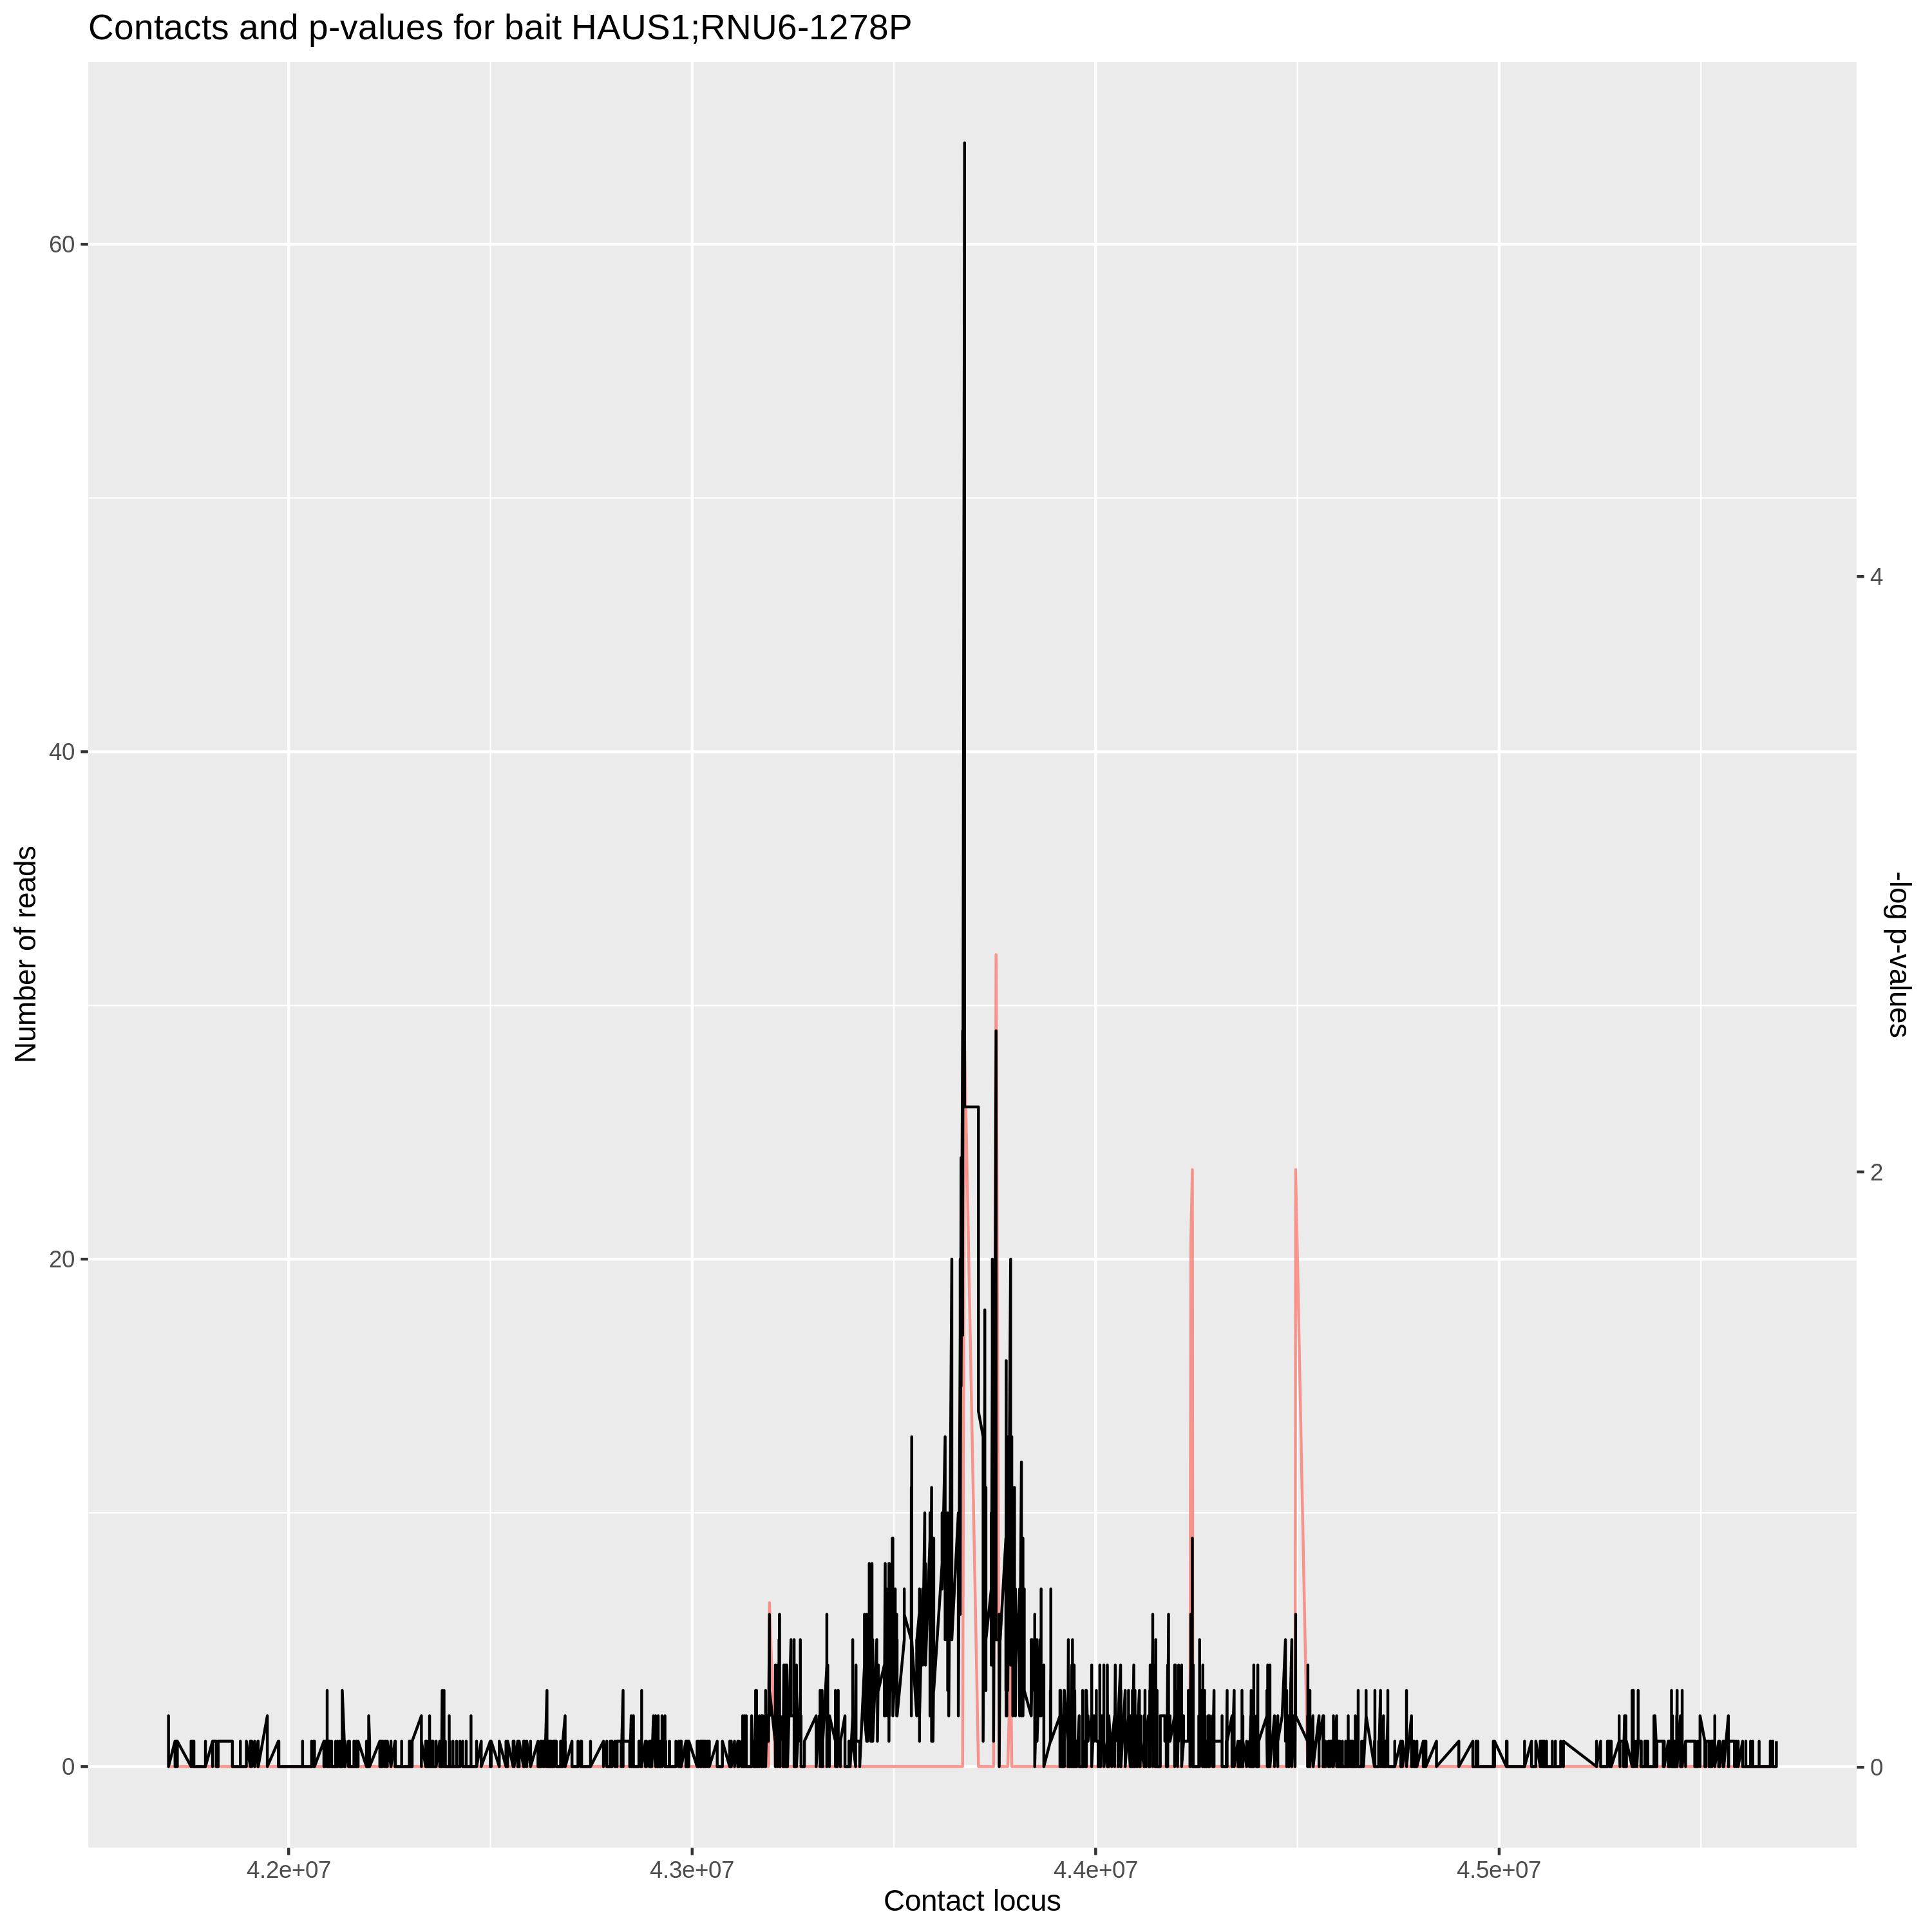 Contacts and p-values for bait HAUS1;RNU6-1278P
60
40
20
0
Number of reads
4
2
0
-log p-values
4.2e+07
4.3e+07
4.4e+07
4.5e+07
Contact locus